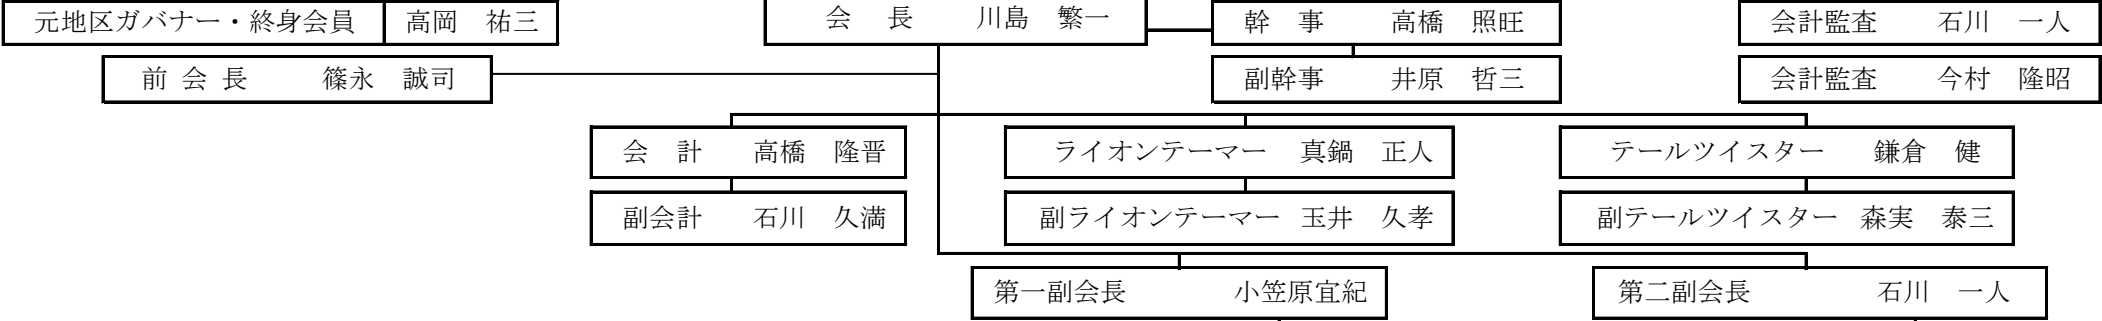 元地区ガバナー・終身会員 高岡 祐三 会 長 川島 繁一 幹 事 高橋 照旺 会計監査 石川 一人
前 会 長 篠永 誠司 副幹事 井原 哲三 会計監査 今村 隆昭
会 計 高橋 隆晋 ライオンテーマー 真鍋 正人 テールツイスター 鎌倉 健
副会計 石川 久満 副ライオンテーマー 玉井 久孝 副テールツイスター 森実 泰三
第一副会長 小笠原宜紀 第二副会長 石川 一人